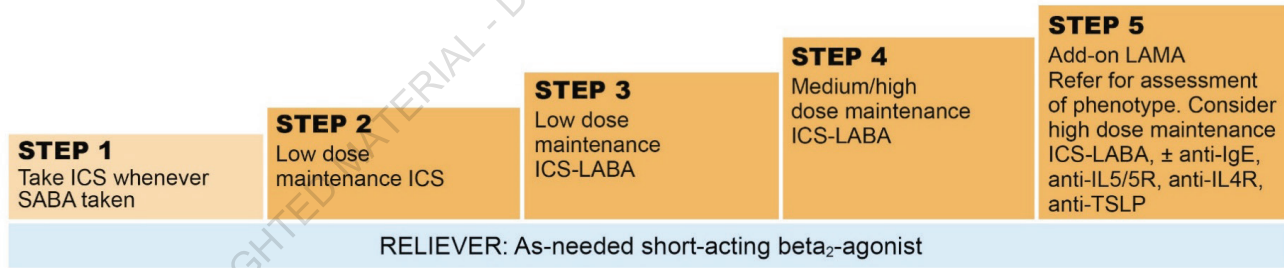 STEP 1
Take ICS whenever
SABA taken
STEP 2
Low dose
maintenance ICS
STEP 3
Low dose
maintenance
ICS-LABA
STEP 4
Medium/high
dose maintenance
ICS-LABA
STEP 5
Add-on LAMA
Refer for assessment
of phenotype. Consider
high dose maintenance
ICS-LABA, ± anti-IgE,
anti-IL5/5R, anti-IL4R,
anti-TSLP
RELIEVER: As-needed short-acting beta₂-agonist
MATERIAL -